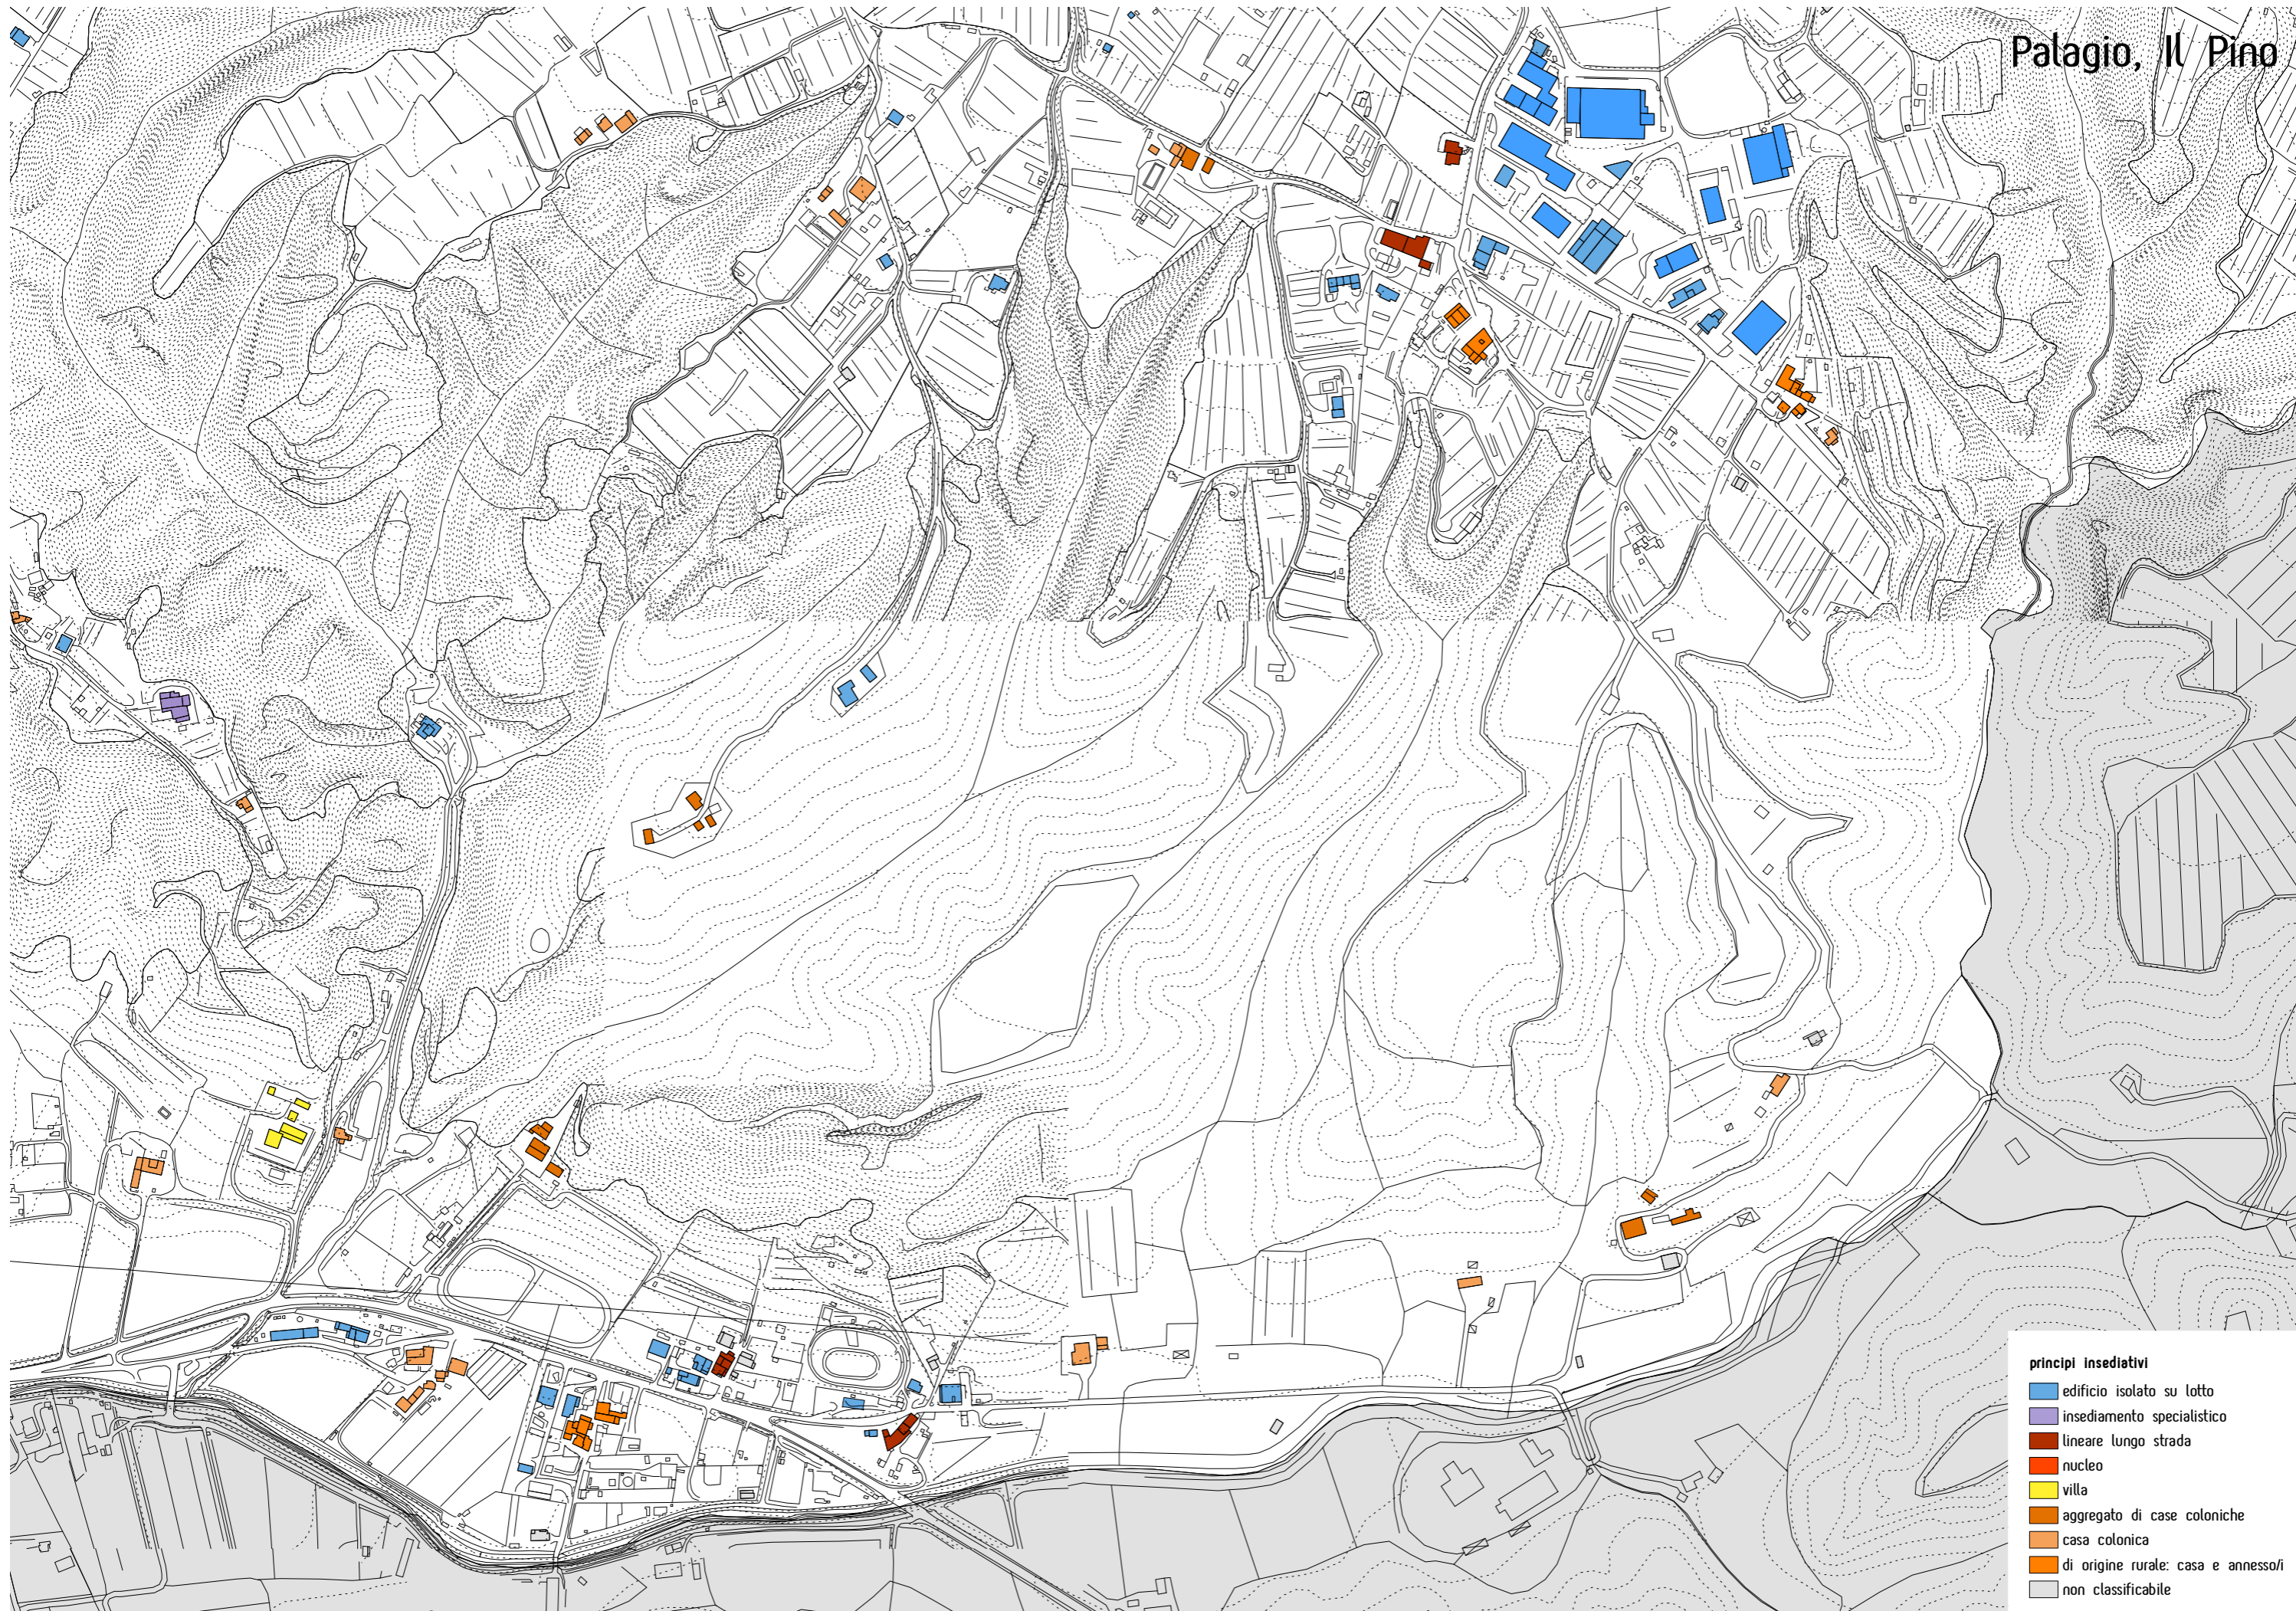 Palagio, Il Pino
principi insediativi
edificio isolato su lotto
insediamento specialistico
lineare lungo strada
nucleo
villa
aggregato di case coloniche
casa colonica
di origine rurale: casa e annesso/i
non classificabile